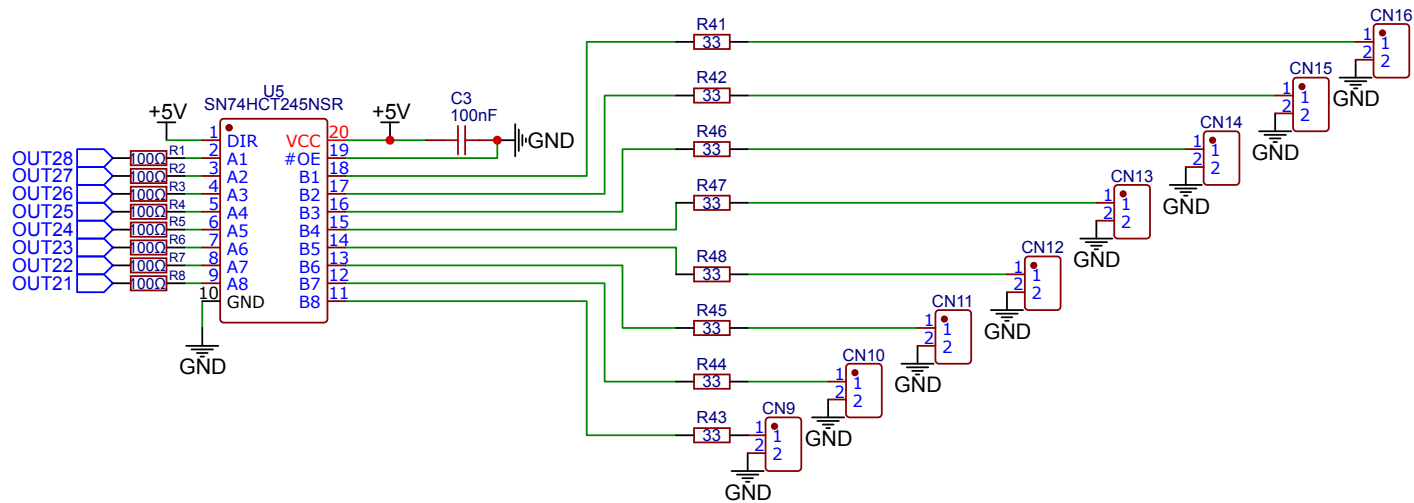 U5
SN74HCT245NSR
+5V
+5V
C3
100nF
GND
OUT28 100Ω R1
OUT27 100Ω R2
OUT26 100Ω R3
OUT25 100Ω R4
OUT24 100Ω R5
OUT23 100Ω R6
OUT22 100Ω R7
OUT21 100Ω R8
1 DIR VCC 20
2 A1 #OE 19
3 A2 B1 18
4 A3 B2 17
5 A4 B3 16
6 A5 B4 15
7 A6 B5 14
8 A7 B6 13
9 A8 B7 12
10 GND B8 11
GND
R41
33
CN16
1 1
2 2
GND
R42
33
CN15
1 1
2 2
GND
R46
33
CN14
1 1
2 2
GND
R47
33
CN13
1 1
2 2
GND
R48
33
CN12
1 1
2 2
GND
R45
33
CN11
1 1
2 2
GND
R44
33
CN10
1 1
2 2
GND
R43
33
CN9
1 1
2 2
GND